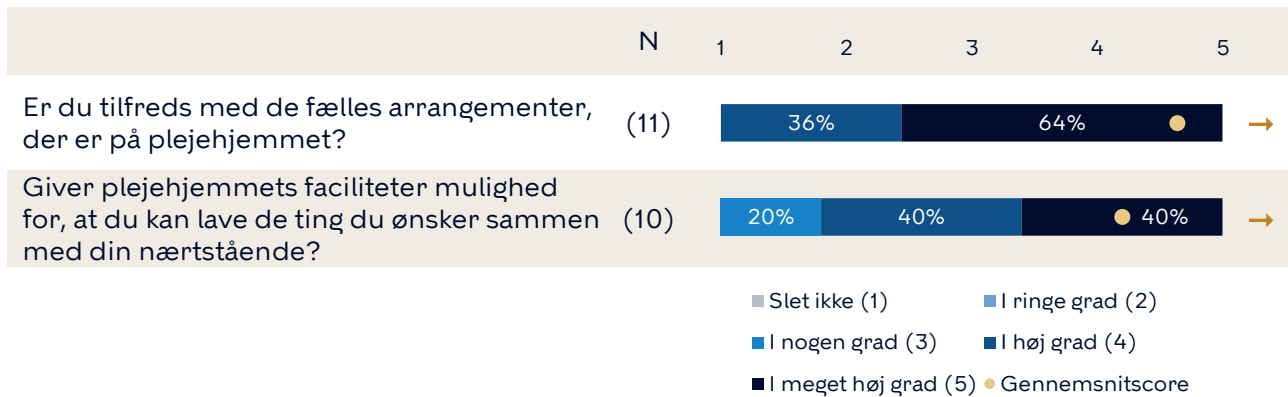 N 1 2 3 4 5
Er du tilfreds med de fælles arrangementer,
der er på plejehjemmet?
(11) 36% 64% →
Giver plejehjemmets faciliteter mulighed
for, at du kan lave de ting du ønsker sammen
med din nærtstående?
(10) 20% 40% 40% →
Slet ikke (1) I ringe grad (2)
I nogen grad (3) I høj grad (4)
I meget høj grad (5) Gennemsnitscore